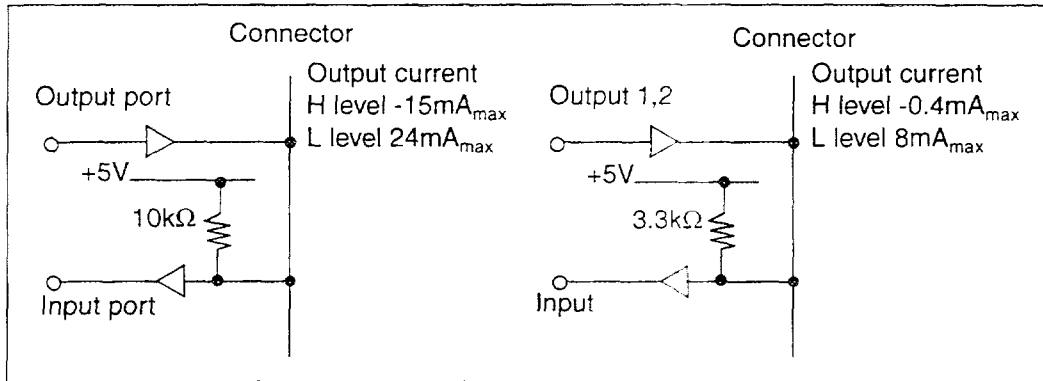 Connector
Output current
Output port
H level -15mAmax
L level 24mAmax
+5V
10kΩ
Input port
Connector
Output current
Output 1,2
H level -0.4mAmax
L level 8mAmax
+5V
3.3kΩ
Input